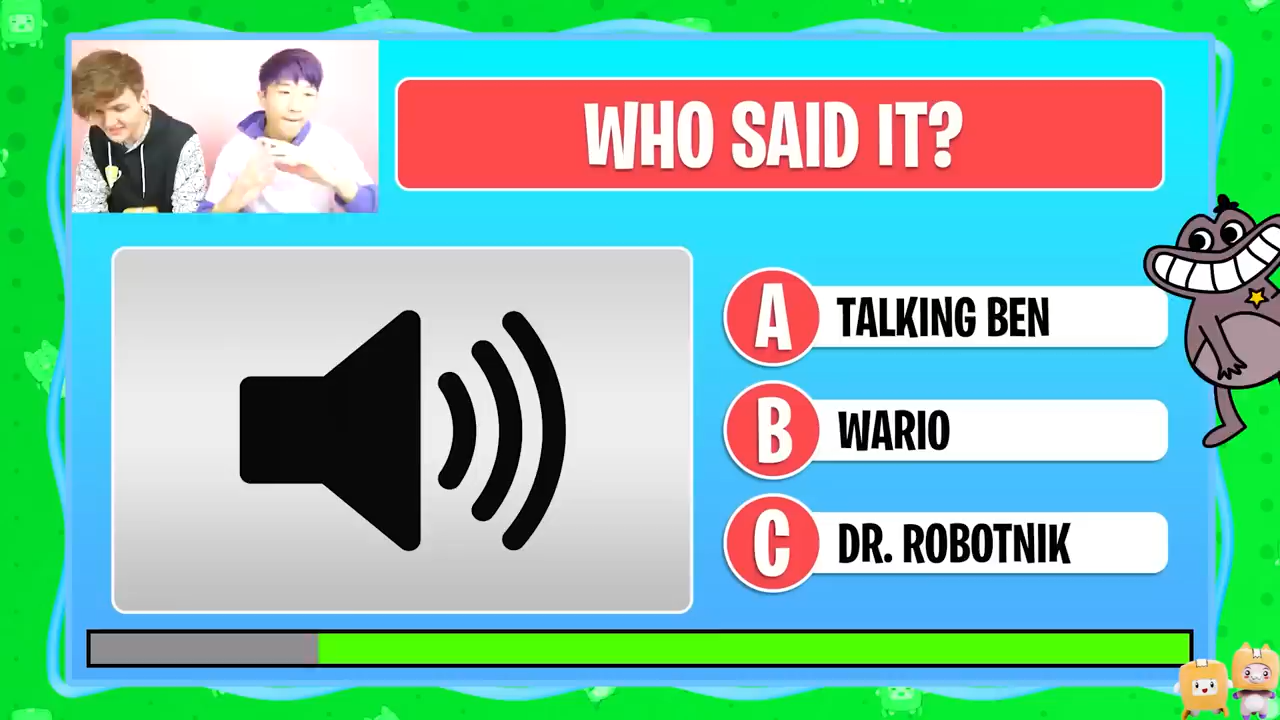 WHO SAID IT?
A TALKING BEN
B WARIO
C DR. ROBOTNIK